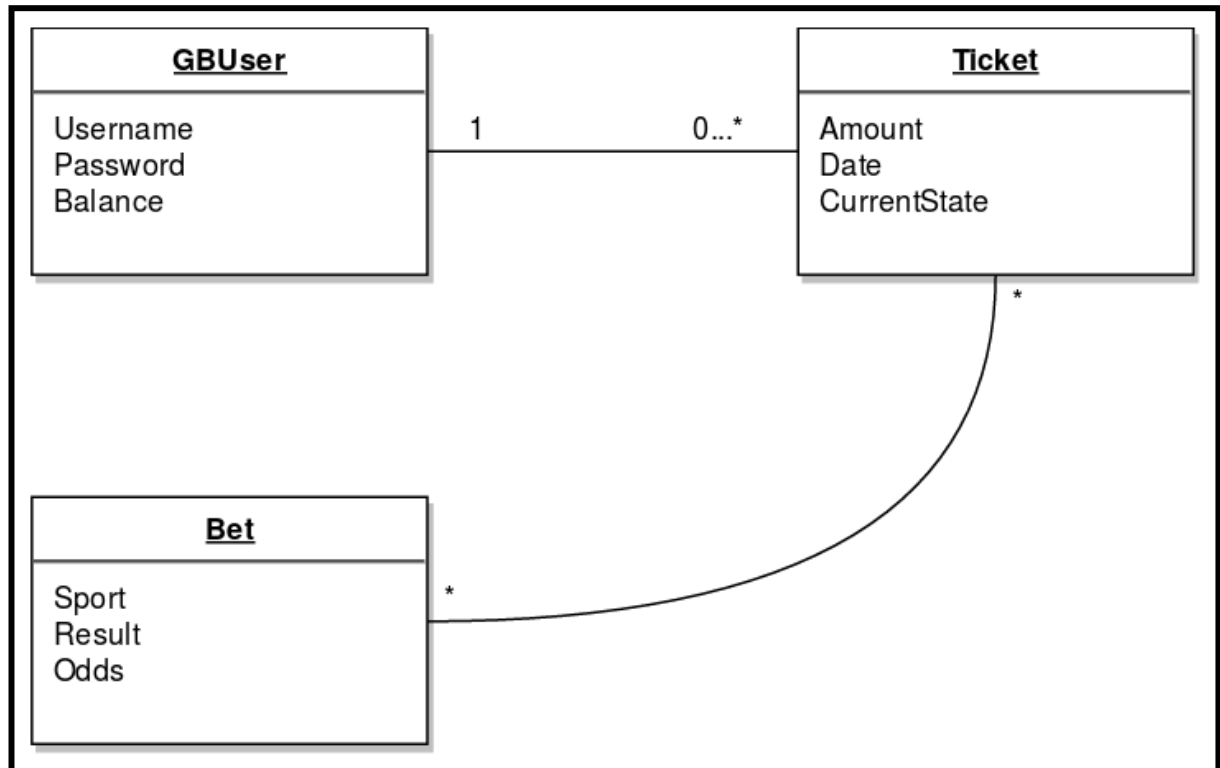 GBUser
Username
Password
Balance
1
0...*
Ticket
Amount
Date
CurrentState
*
Bet
Sport
Result
Odds
*